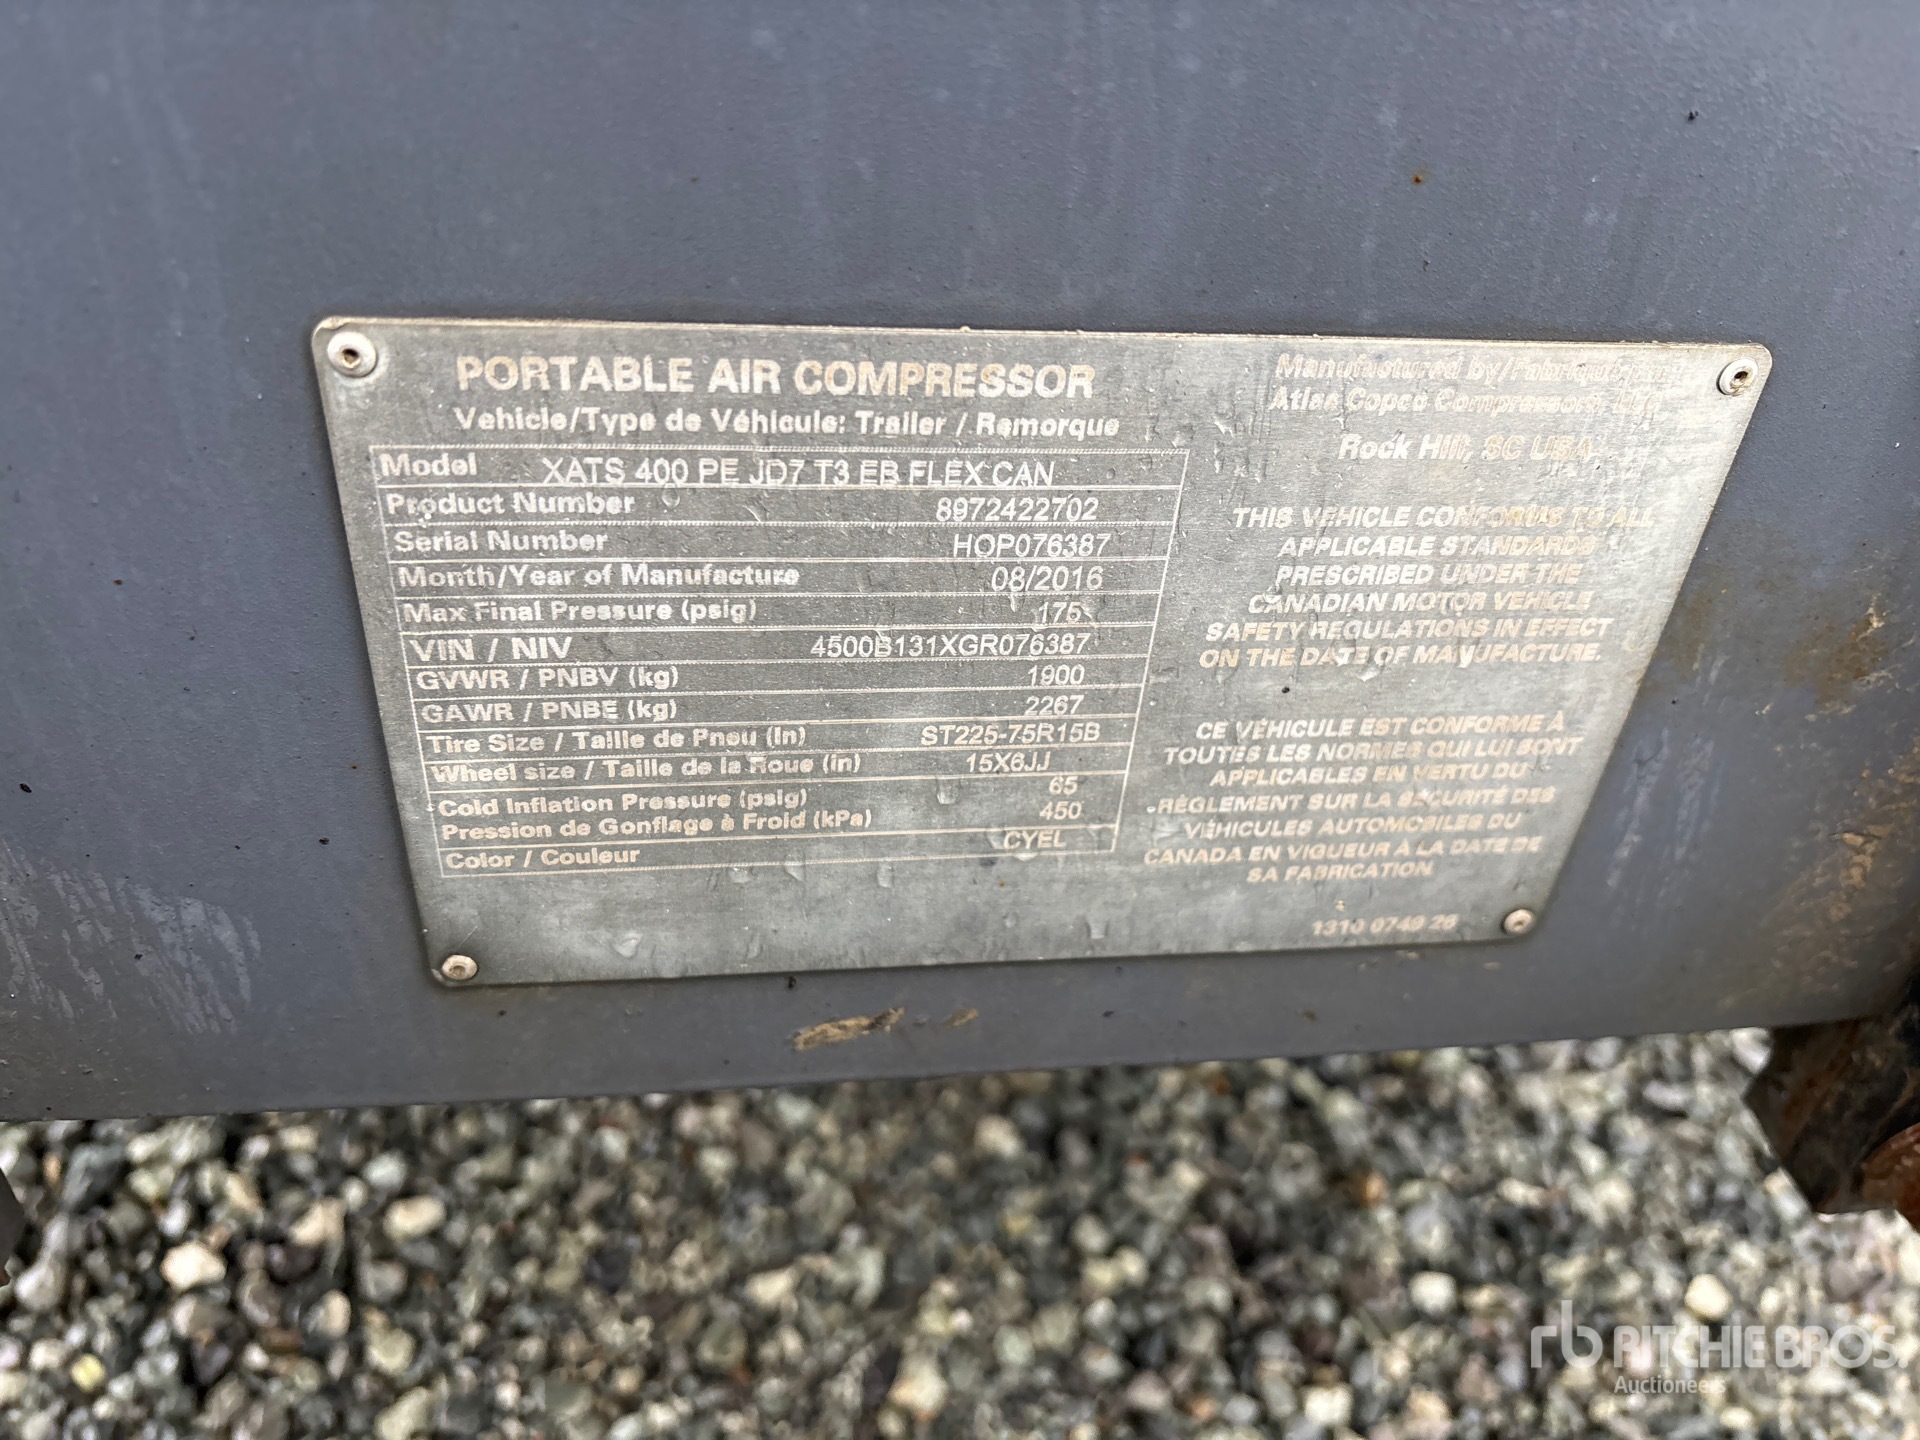 PORTABLE AIR COMPRESSOR
Vehicle/Type de Véhicule: Trailer / Remorque
Model XATS 400 PE JD7 T3 EB FLEX CAN
Product Number 8972422702
Serial Number HOP076387
Month/Year of Manufacture 08/2016
Max Final Pressure (psig) 175
VIN / NIV 4500B131XGR076387
GVWR / PNBV (kg) 1900
GAWR / PNBE (kg) 2267
Tire Size / Taille de Pneu (In) ST225-75R15B
Wheel size / Taille de la Roue (in) 15X6JJ
Cold Inflation Pressure (psig) 65
Pression de Gonflage à Froid (kPa) 450
Color / Couleur CYEL
Manufactured by/
Atlas Copco Compressors LLC
Rock Hill, SC USA
THIS VEHICLE CONFORMS TO ALL
APPLICABLE STANDARDS
PRESCRIBED UNDER THE
CANADIAN MOTOR VEHICLE
SAFETY REGULATIONS IN EFFECT
ON THE DATE OF MANUFACTURE.
CE VÉHICULE EST CONFORME À
TOUTES LES NORMES QUI LUI SONT
APPLICABLES EN VERTU DU
RÈGLEMENT SUR LA SÉCURITÉ DES
VÉHICULES AUTOMOBILES DU
CANADA EN VIGUEUR À LA DATE DE
SA FABRICATION
1310 0749 26
rb RITCHIE BROS.
Auctioneers